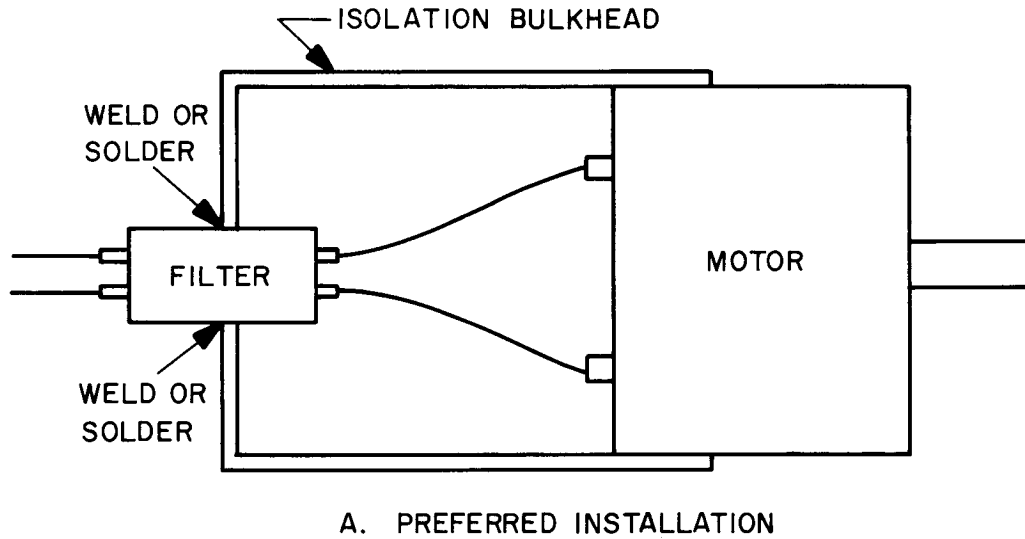 ISOLATION BULKHEAD
WELD OR
SOLDER
FILTER
MOTOR
WELD OR
SOLDER
A. PREFERRED INSTALLATION